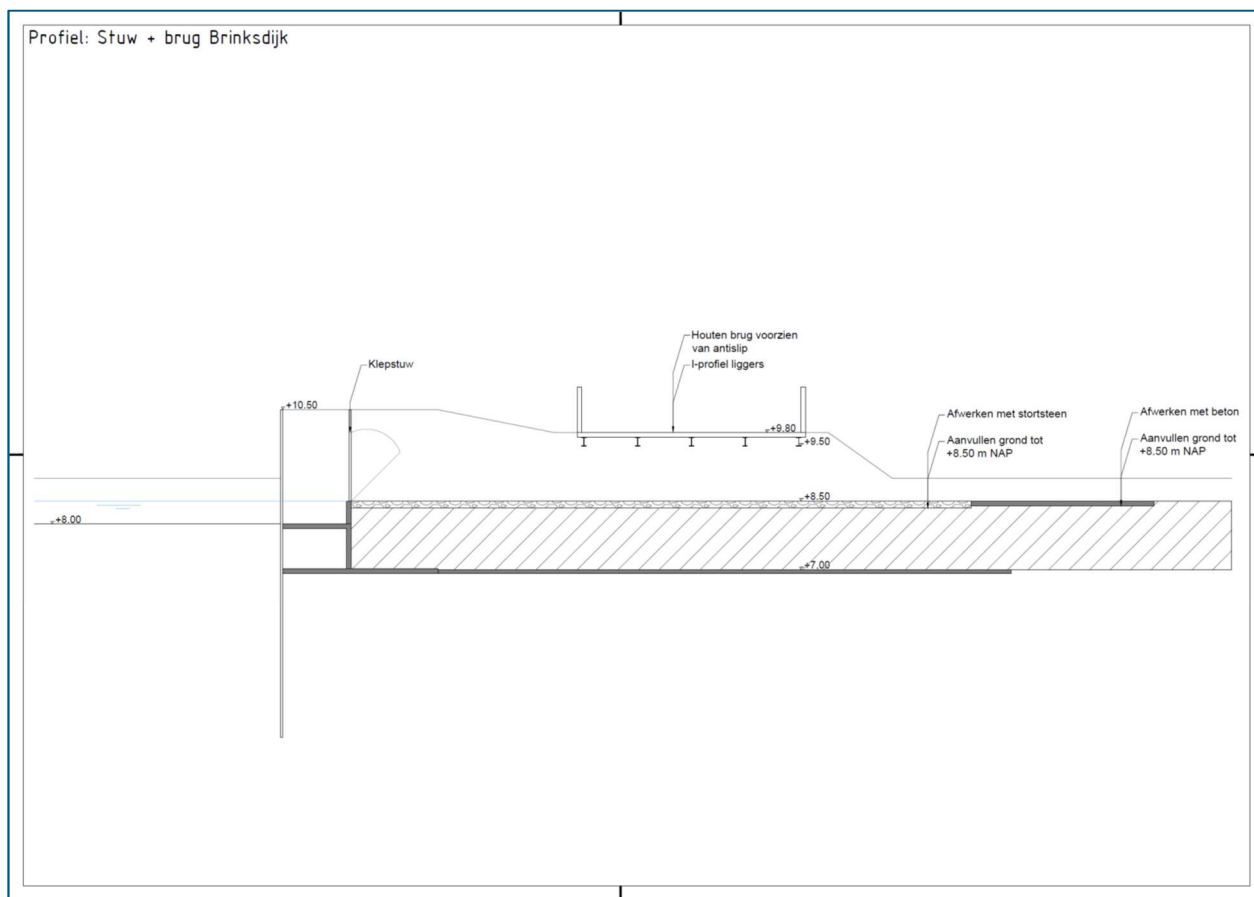 Profiel: Stuw + brug Brinksdijk
Houten brug voorzien
van antislip
I-profiel liggers
Klepstuw
+10.50
+9.80
+9.50
Afwerken met stortsteen
Aanvullen grond tot
+8.50 m NAP
Afwerken met beton
Aanvullen grond tot
+8.50 m NAP
+8.50
+8.00
+7.00